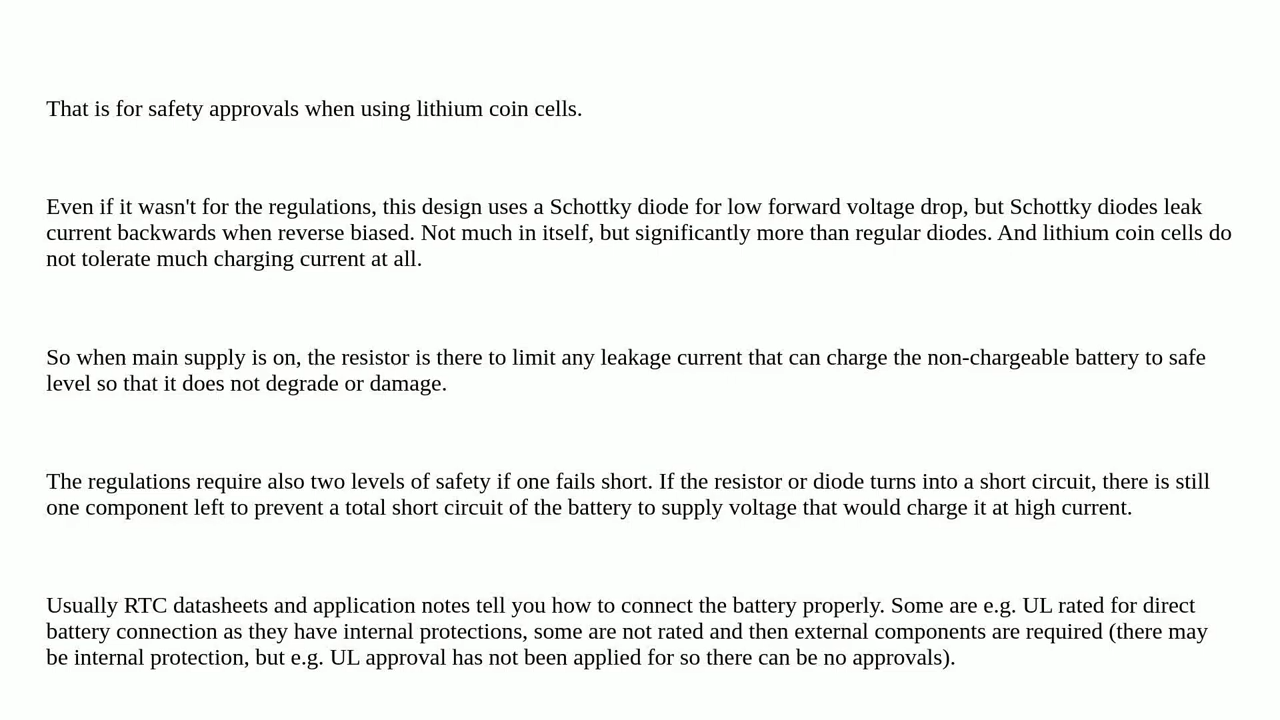 That is for safety approvals when using lithium coin cells.
Even if it wasn't for the regulations, this design uses a Schottky diode for low forward voltage drop, but Schottky diodes leak
current backwards when reverse biased. Not much in itself, but significantly more than regular diodes. And lithium coin cells do
not tolerate much charging current at all.
So when main supply is on, the resistor is there to limit any leakage current that can charge the non-chargeable battery to safe
level so that it does not degrade or damage.
The regulations require also two levels of safety if one fails short. If the resistor or diode turns into a short circuit, there is still
one component left to prevent a total short circuit of the battery to supply voltage that would charge it at high current.
Usually RTC datasheets and application notes tell you how to connect the battery properly. Some are e.g. UL rated for direct
battery connection as they have internal protections, some are not rated and then external components are required (there may
be internal protection, but e.g. UL approval has not been applied for so there can be no approvals).